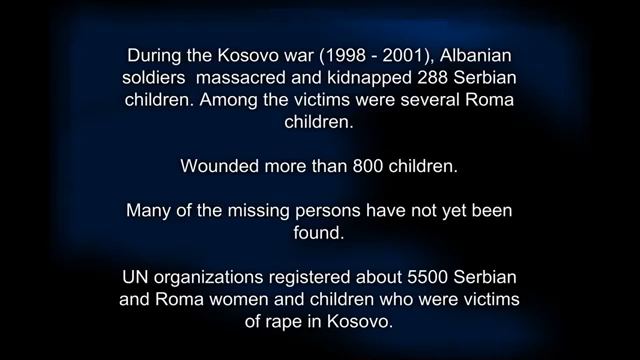 During the Kosovo war (1998 - 2001), Albanian
soldiers  massacred and kidnapped 288 Serbian
children. Among the victims were several Roma
children.
Wounded more than 800 children.
Many of the missing persons have not yet been
found.
UN organizations registered about 5500 Serbian
and Roma women and children who were victims
of rape in Kosovo.